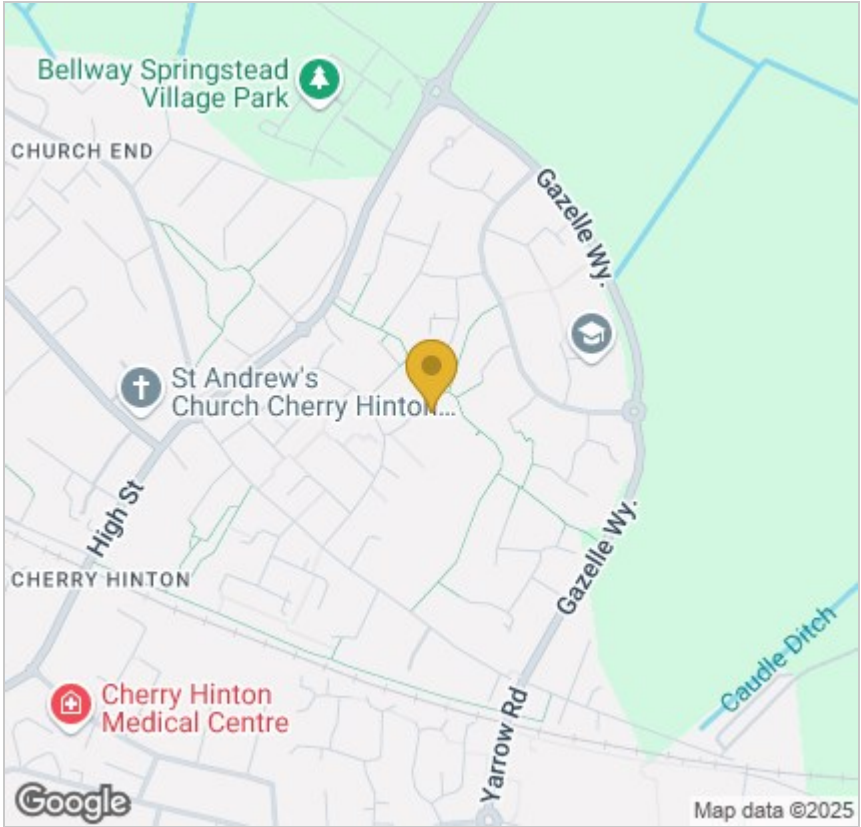 Bellway Springstead
Village Park
CHURCH END
Gazelle Wy.
St Andrew's
Church Cherry Hinton...
High St
CHERRY HINTON
Gazelle Wy.
Caudle Ditch
Cherry Hinton
Medical Centre
Yarrow Rd
Google
Map data ©2025